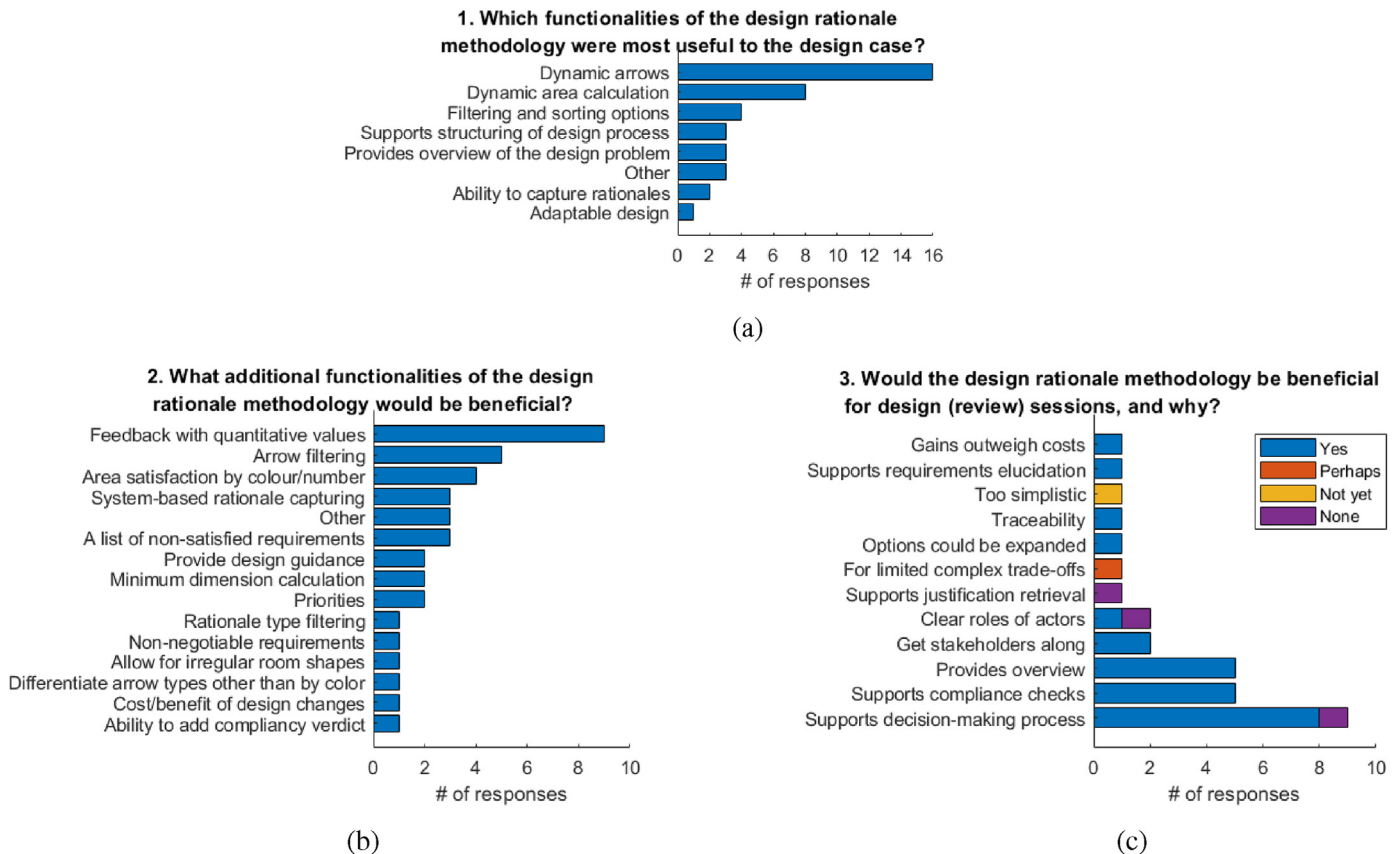 1. Which functionalities of the design rationale
methodology were most useful to the design case?
Dynamic arrows
Dynamic area calculation
Filtering and sorting options
Supports structuring of design process
Provides overview of the design problem
Other
Ability to capture rationales
Adaptable design
0 2 4 6 8 10 12 14 16
# of responses
(a)
2. What additional functionalities of the design
rationale methodology would be beneficial?
Feedback with quantitative values
Arrow filtering
Area satisfaction by colour/number
System-based rationale capturing
Other
A list of non-satisfied requirements
Provide design guidance
Minimum dimension calculation
Priorities
Rationale type filtering
Non-negotiable requirements
Allow for irregular room shapes
Differentiate arrow types other than by color
Cost/benefit of design changes
Ability to add compliancy verdict
0 2 4 6 8 10
# of responses
(b)
3. Would the design rationale methodology be beneficial
for design (review) sessions, and why?
Gains outweigh costs
Supports requirements elucidation
Too simplistic
Traceability
Options could be expanded
For limited complex trade-offs
Supports justification retrieval
Clear roles of actors
Get stakeholders along
Provides overview
Supports compliance checks
Supports decision-making process
Yes
Perhaps
Not yet
None
0 2 4 6 8 10
# of responses
(c)